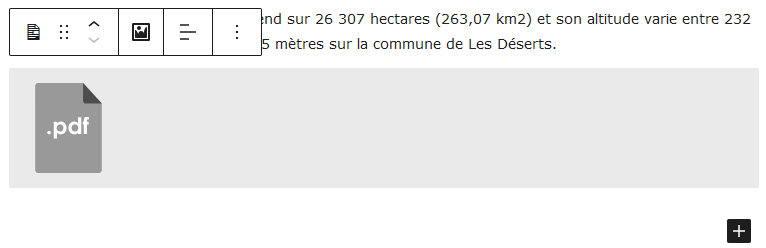 end sur 26 307 hectares (263,07 km2) et son altitude varie entre 232
5 mètres sur la commune de Les Déserts.
.pdf